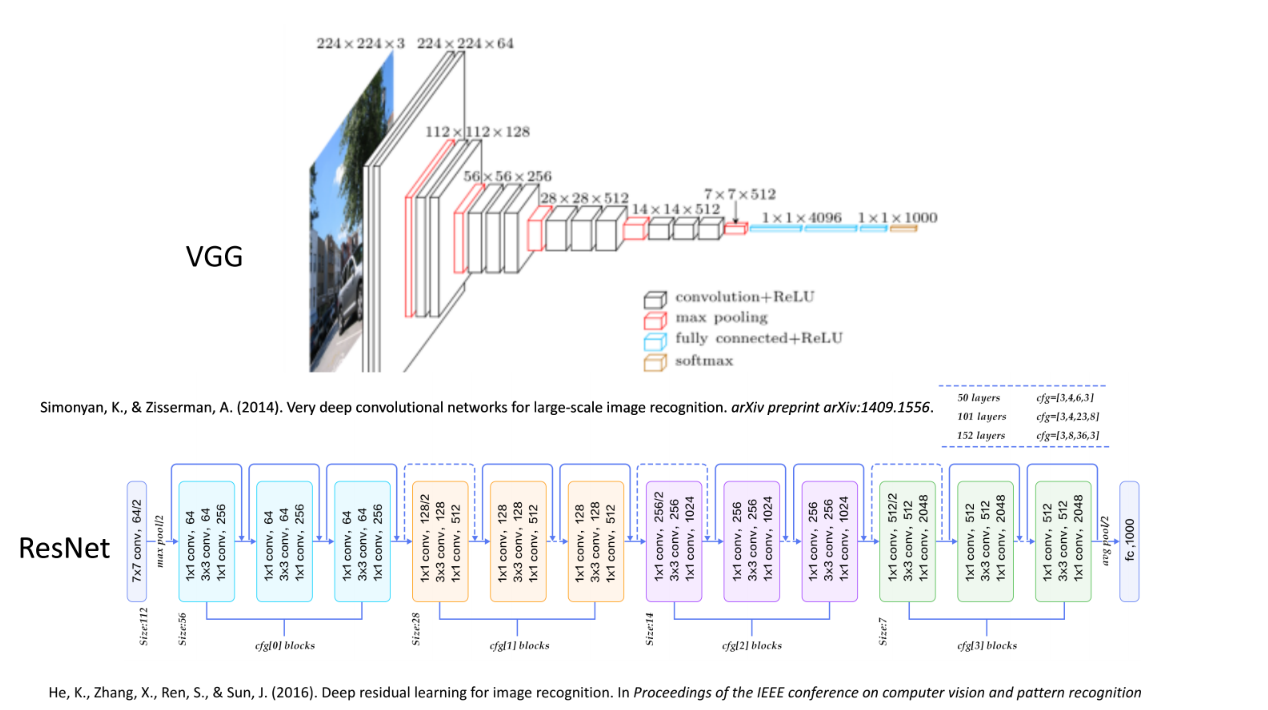 224×224×3 224×224×64
112×112×128
56×56×256
28×28×512
14×14×512
7×7×512
1×1×4096 1×1×1000
VGG
convolution+ReLU
max pooling
fully connected+ReLU
softmax
Simonyan, K., & Zisserman, A. (2014). Very deep convolutional networks for large-scale image recognition. arXiv preprint arXiv:1409.1556.
50 layers cfg=[3,4,6,3]
101 layers cfg=[3,4,23,8]
152 layers cfg=[3,8,36,3]
ResNet
7x7 conv, 64/2
max pool/2
1x1 conv, 64
3x3 conv, 64
1x1 conv, 256
1x1 conv, 64
3x3 conv, 64
1x1 conv, 256
1x1 conv, 64
3x3 conv, 64
1x1 conv, 256
1x1 conv, 128/2
3x3 conv, 128
1x1 conv, 512
1x1 conv, 128
3x3 conv, 128
1x1 conv, 512
1x1 conv, 128
3x3 conv, 128
1x1 conv, 512
1x1 conv, 256/2
3x3 conv, 256
1x1 conv, 1024
1x1 conv, 256
3x3 conv, 256
1x1 conv, 1024
1x1 conv, 256
3x3 conv, 256
1x1 conv, 1024
1x1 conv, 512/2
3x3 conv, 512
1x1 conv, 2048
1x1 conv, 512
3x3 conv, 512
1x1 conv, 2048
1x1 conv, 512
3x3 conv, 512
1x1 conv, 2048
avg pool/2
fc ,1000
Size:112
Size:56
Size:28
Size:14
Size:7
cfg[0] blocks
cfg[1] blocks
cfg[2] blocks
cfg[3] blocks
He, K., Zhang, X., Ren, S., & Sun, J. (2016). Deep residual learning for image recognition. In Proceedings of the IEEE conference on computer vision and pattern recognition